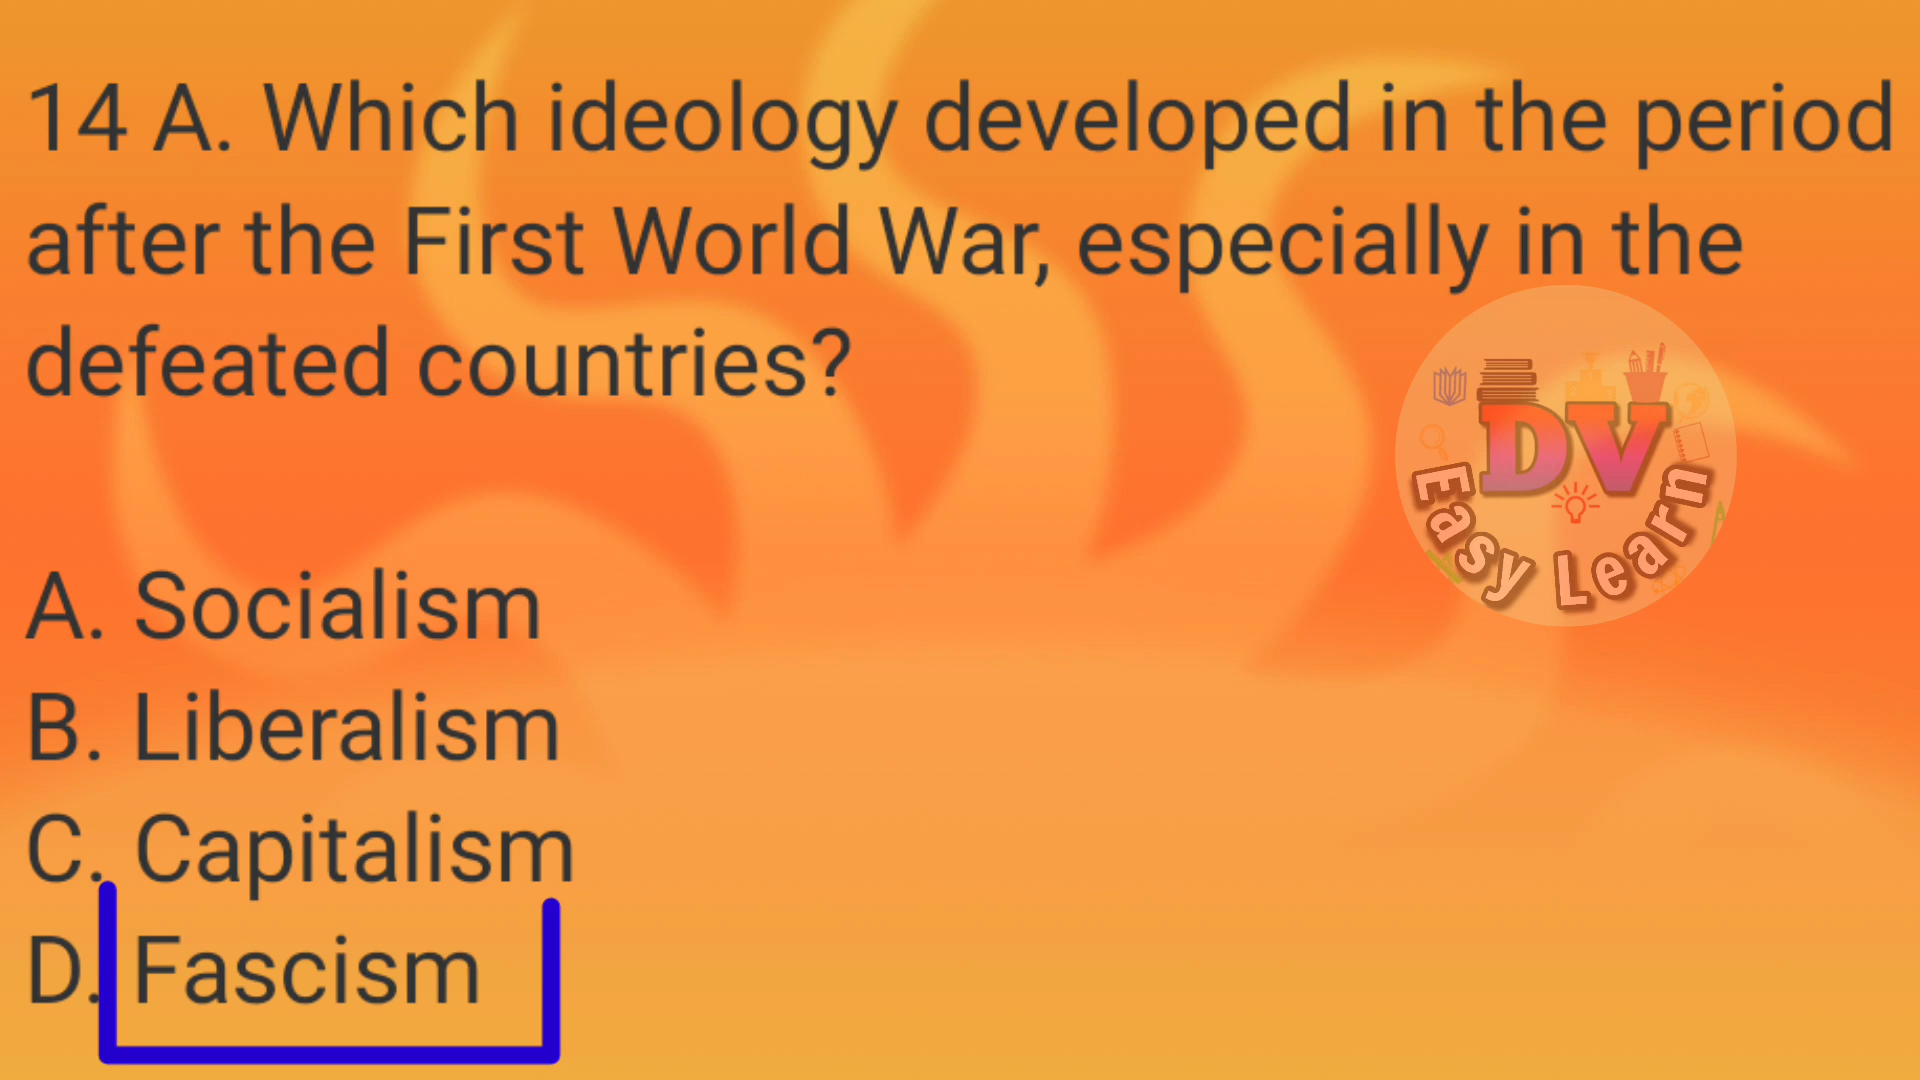 14 A. Which ideology developed in the period
after the First World War, especially in the
defeated countries?
DV
Easy Learn
A. Socialism
B. Liberalism
C. Capitalism
D. Fascism